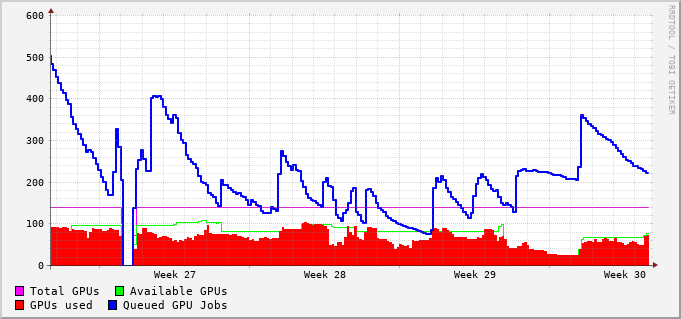 600
500
400
300
200
100
0
Week 27 Week 28 Week 29 Week 30
Total GPUs Available GPUs
GPUs used Queued GPU Jobs
RRDTOOL / TOBI OETIKER